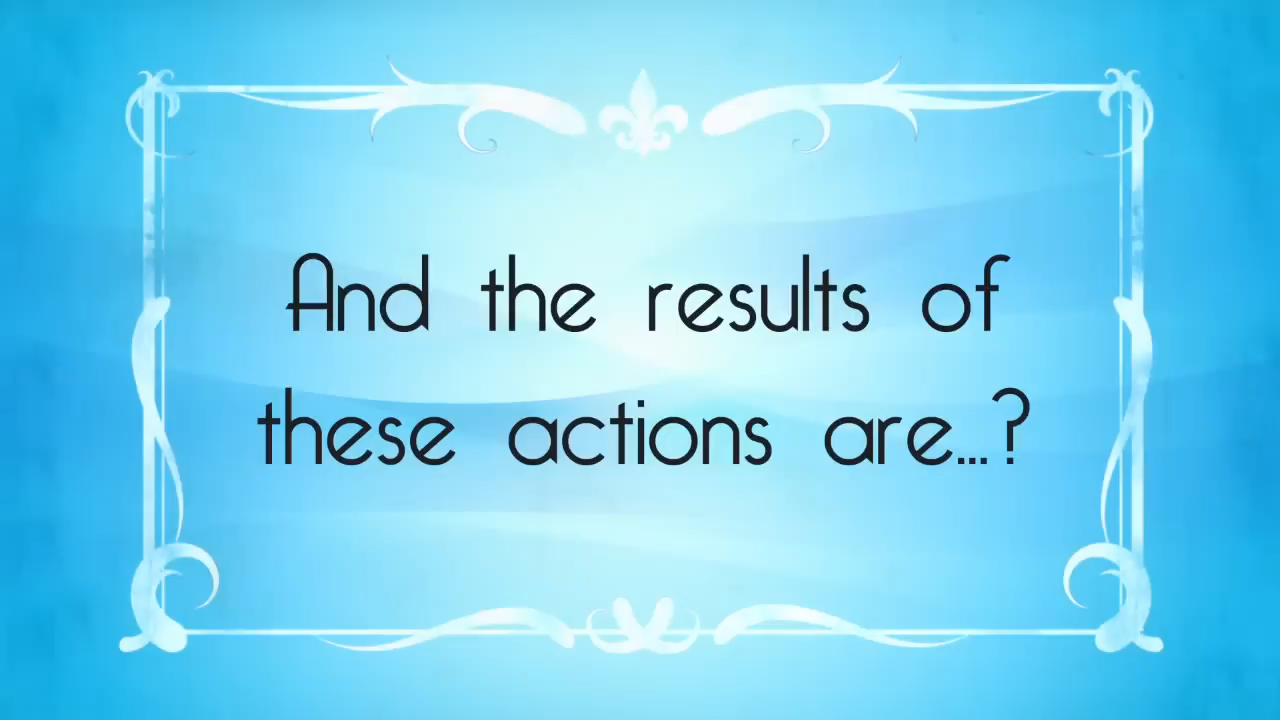 And the results of
these actions are...?